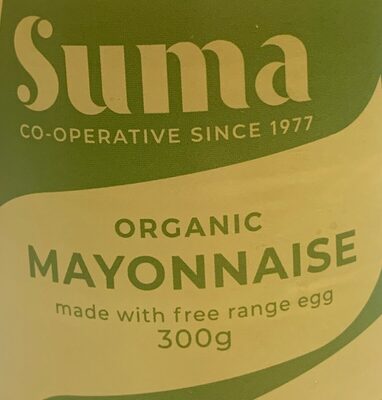 Suma
CO-OPERATIVE SINCE 1977
ORGANIC
MAYONNAISE
made with free range egg
300g